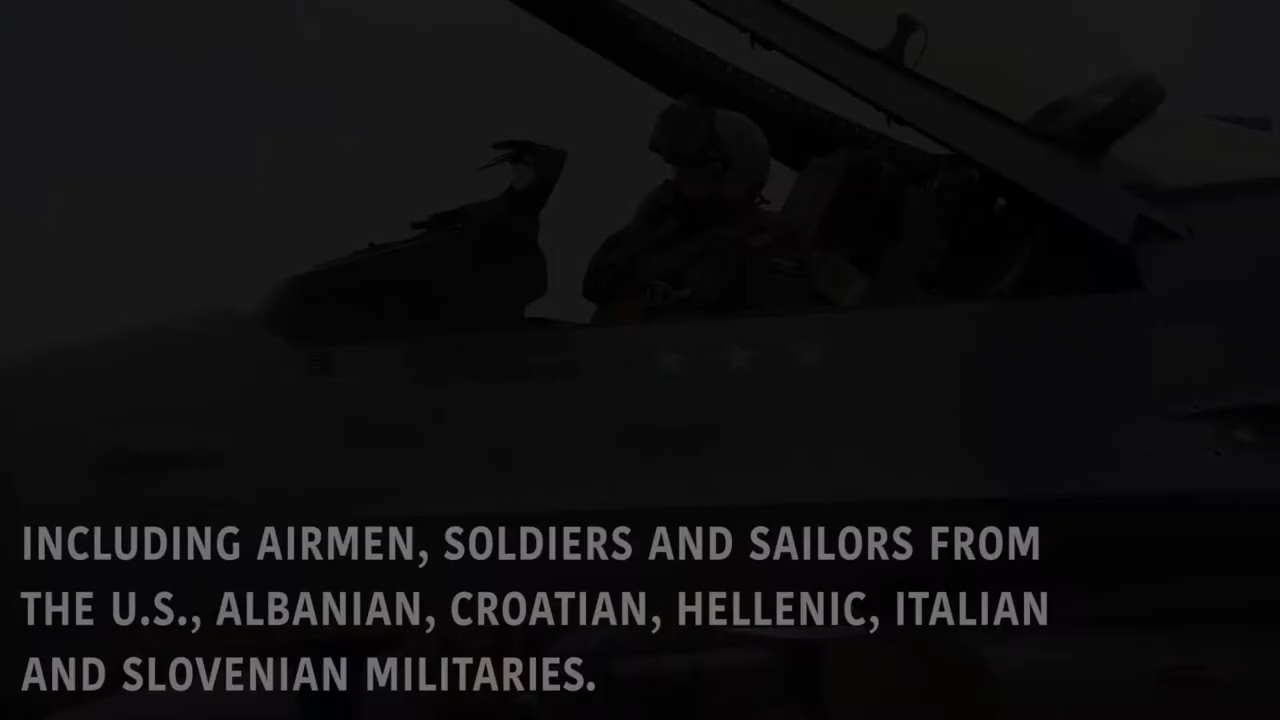 INCLUDING AIRMEN, SOLDIERS AND SAILORS FROM
THE U.S., ALBANIAN, CROATIAN, HELLENIC, ITALIAN
AND SLOVENIAN MILITARIES.